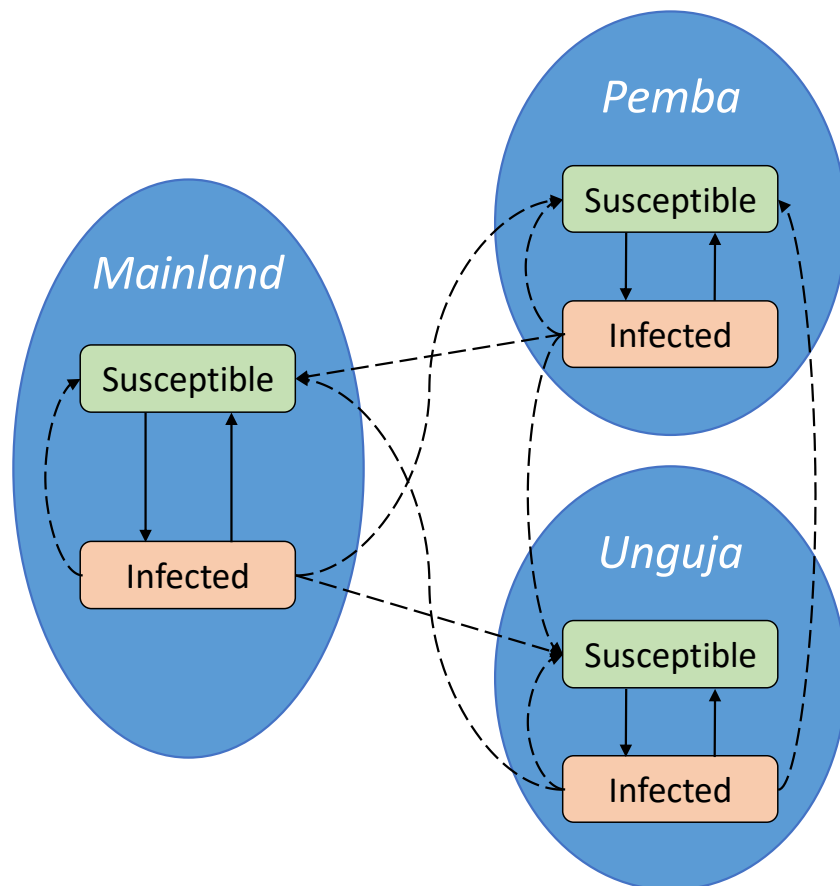 Mainland
Susceptible
Infected
Pemba
Susceptible
Infected
Unguja
Susceptible
Infected